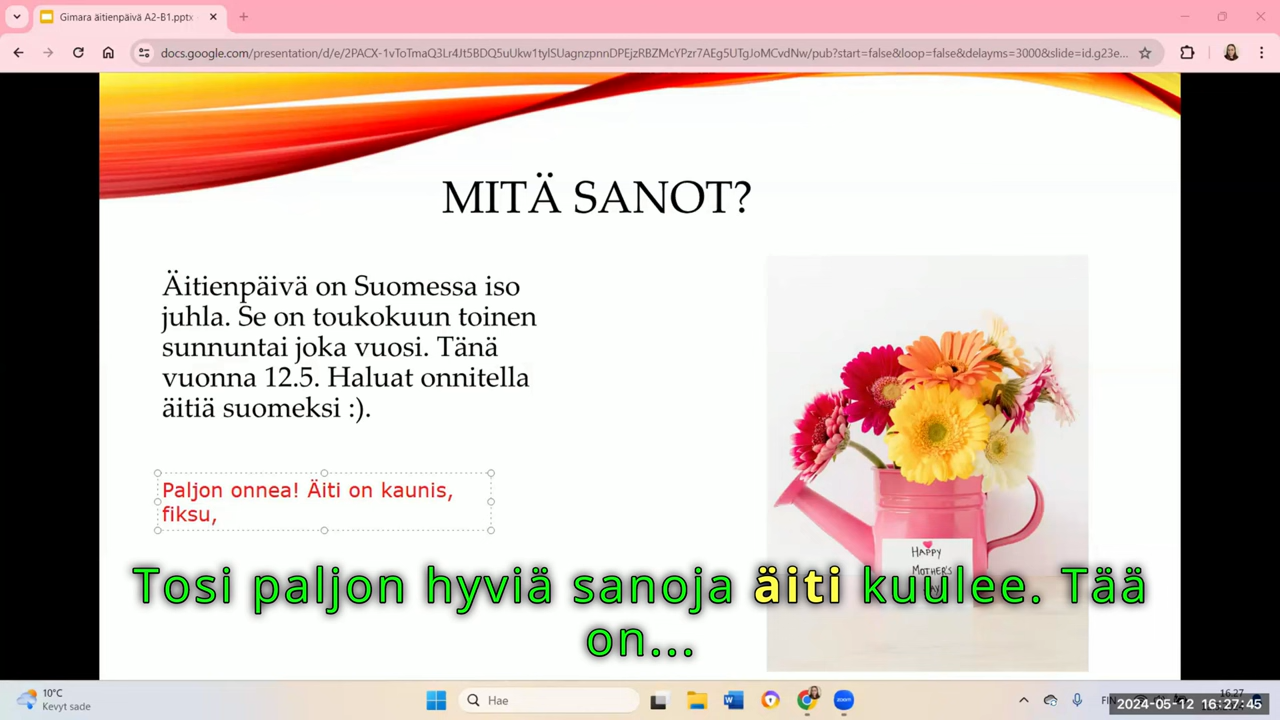 Gimara äitienpäivä A2-B1.pptx
docs.google.com/presentation/d/e/2PACX-1vToTmaQ3Lr4Jt5BDQ5uUkw1tylSUagnzpnnDPEjzRBZMcYPzr7AEg5UTgJoMCvdNw/pub?start=false&loop=false&delayms=3000&slide=id.g23e...
MITÄ SANOT?
Äitienpäivä on Suomessa iso
juhla. Se on toukokuun toinen
sunnuntai joka vuosi. Tänä
vuonna 12.5. Haluat onnitella
äitiä suomeksi :).
Paljon onnea! Äiti on kaunis,
fiksu,
HAPPY
MOTHER'S
Tosi paljon hyviä sanoja äiti kuulee. Tää
on...
10°C
Kevyt sade
Hae
FIN
16.27
2024-05-12 16:27:45